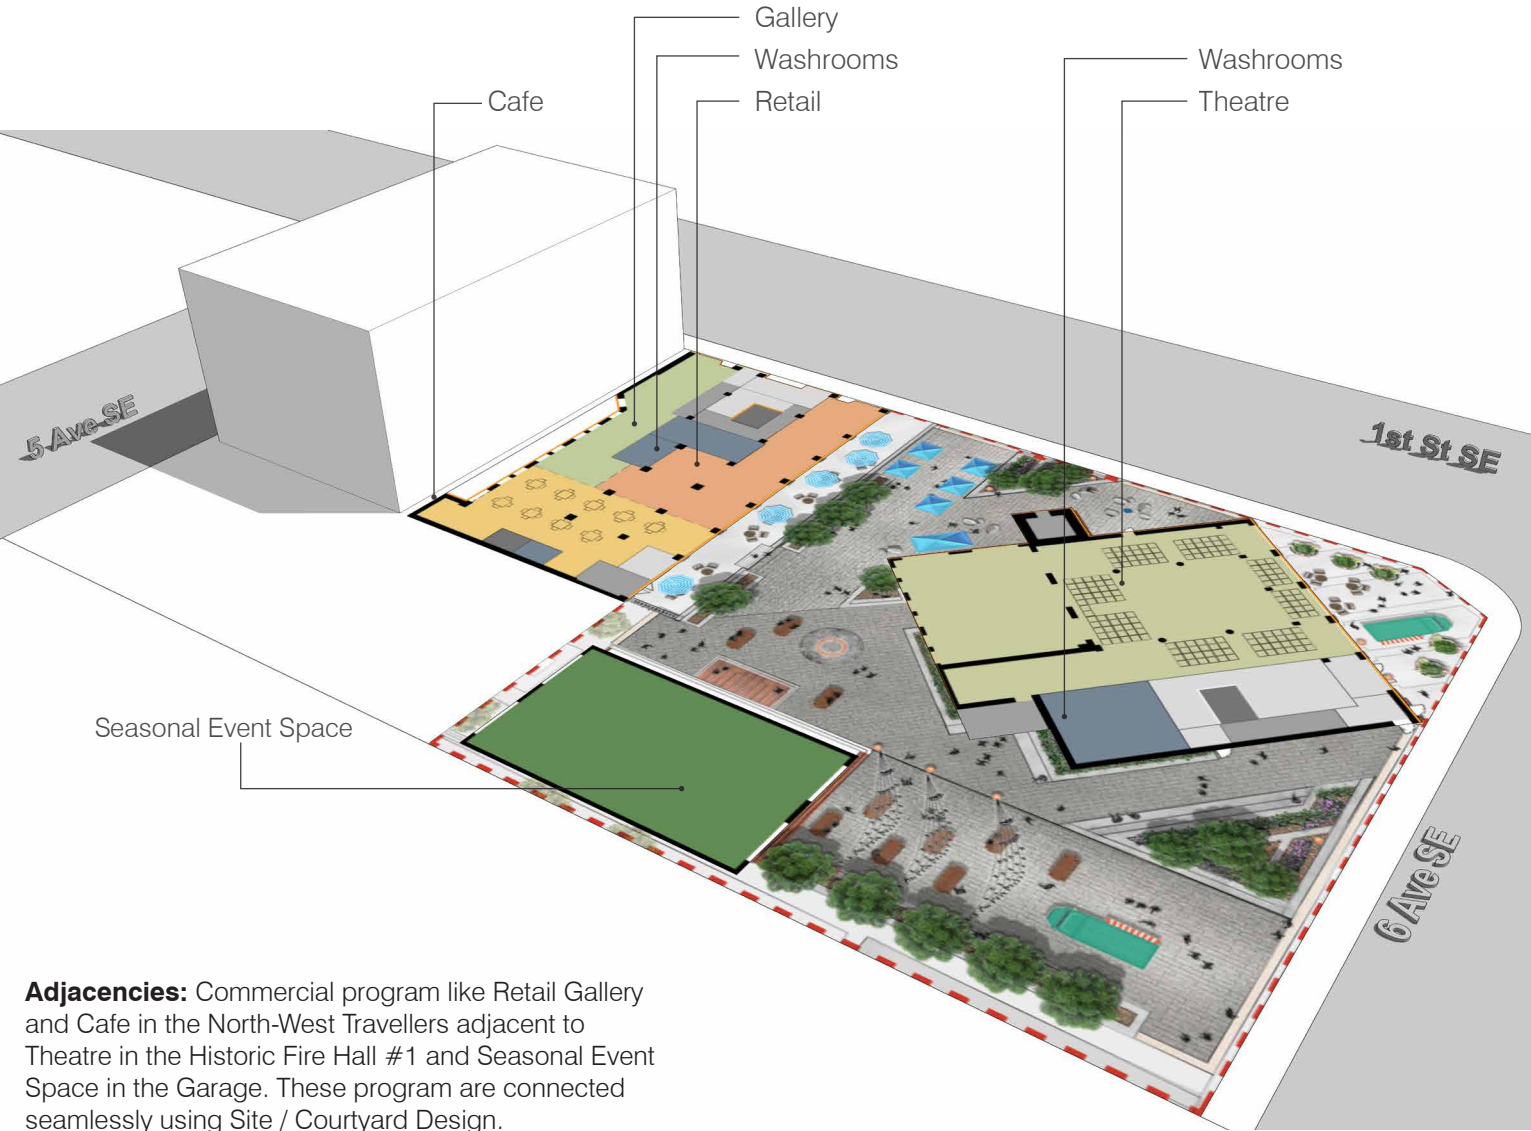 Gallery
Washrooms
Washrooms
Cafe
Retail
Theatre
5 Ave SE
1st St SE
Seasonal Event Space
6 Ave SE
Adjacencies: Commercial program like Retail Gallery
and Cafe in the North-West Travellers adjacent to
Theatre in the Historic Fire Hall #1 and Seasonal Event
Space in the Garage. These program are connected
seamlessly using Site / Courtyard Design.